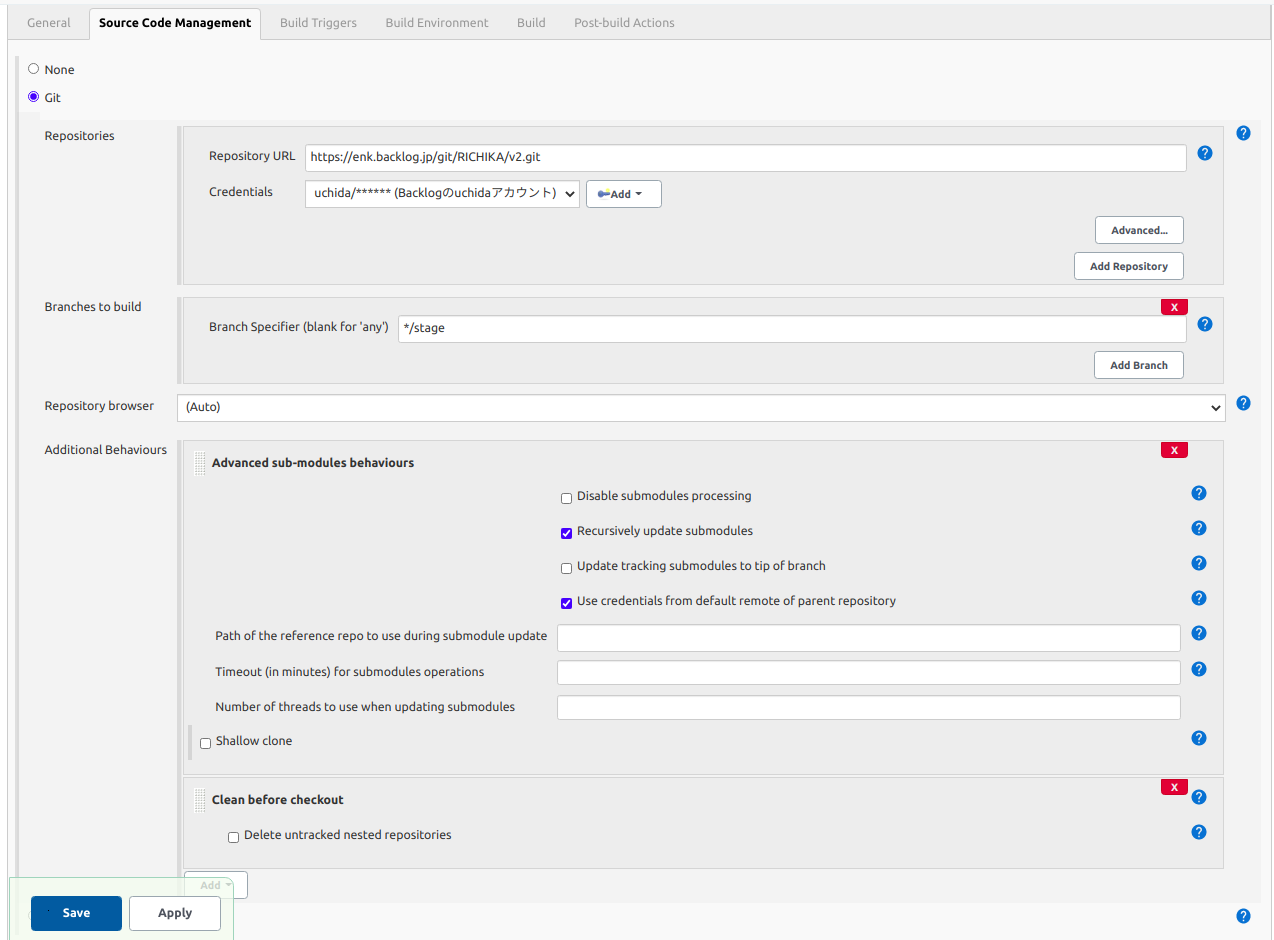 General Source Code Management Build Triggers Build Environment Build Post-build Actions
None
Git
Repositories
Repository URL https://enk.backlog.jp/git/RICHIKA/v2.git
Credentials uchida/****** (Backlogのuchidaアカウント) Add
Advanced...
Add Repository
Branches to build
X
Branch Specifier (blank for 'any') */stage
Add Branch
Repository browser (Auto)
Additional Behaviours
X
Advanced sub-modules behaviours
Disable submodules processing
Recursively update submodules
Update tracking submodules to tip of branch
Use credentials from default remote of parent repository
Path of the reference repo to use during submodule update
Timeout (in minutes) for submodules operations
Number of threads to use when updating submodules
Shallow clone
X
Clean before checkout
Delete untracked nested repositories
Add
Save Apply